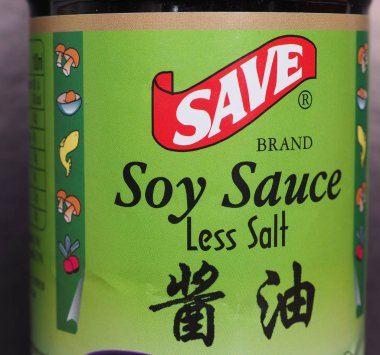 SAVE ®
BRAND
Soy Sauce
Less Salt
醬油